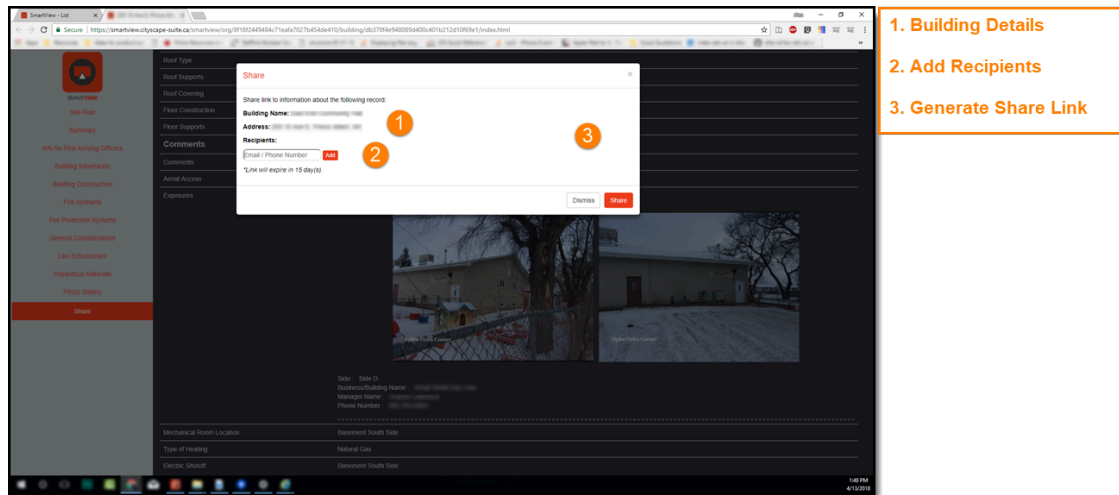 SmartView - List
Secure
https://smartview.cityscape-suite.ca/smartview/org/
/index.html
SMARTVIEW
Site Plan
Summary
Info for First Arriving Officers
Building Information
Building Construction
Fire Hydrants
Fire Protection Systems
General Considerations
Law Enforcement
Hazardous Materials
Photo Gallery
Share
Roof Type
Roof Supports
Roof Covering
Floor Construction
Floor Supports
Comments
Comments
Aerial Access
Exposures
Share
×
Share link to information about the following record.
Building Name:
Address:
Recipients:
Email / Phone Number
Add
*Link will expire in 15 day(s).
Dismiss
Share
1
2
3
Alpha Delta Corner
Alpha Delta Corner
Side : Side D
Business/Building Name :
Manager Name :
Phone Number :
Mechanical Room Location
Basement South Side
Type of Heating
Natural Gas
Electric Shutoff
Basement South Side
1:48 PM
4/13/2018
1. Building Details
2. Add Recipients
3. Generate Share Link